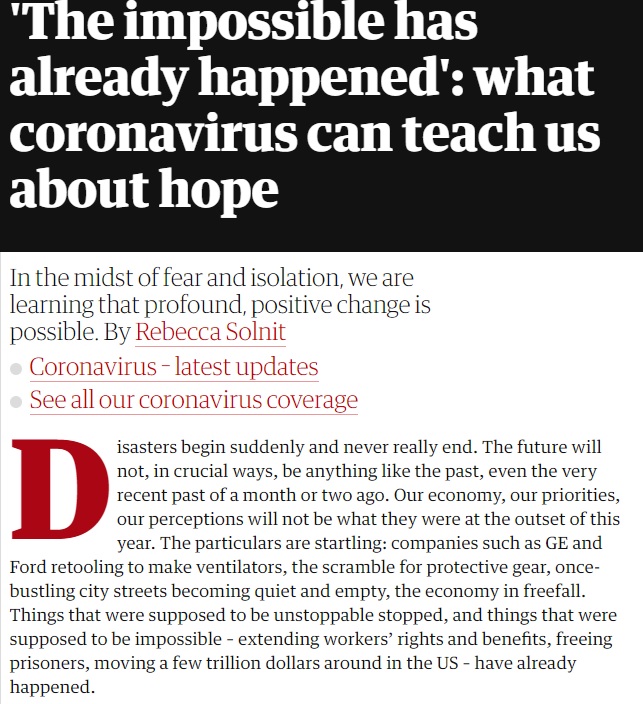 'The impossible has
already happened': what
coronavirus can teach us
about hope
In the midst of fear and isolation, we are
learning that profound, positive change is
possible. By Rebecca Solnit
Coronavirus – latest updates
See all our coronavirus coverage
Disasters begin suddenly and never really end. The future will
not, in crucial ways, be anything like the past, even the very
recent past of a month or two ago. Our economy, our priorities,
our perceptions will not be what they were at the outset of this
year. The particulars are startling: companies such as GE and
Ford retooling to make ventilators, the scramble for protective gear, once-
bustling city streets becoming quiet and empty, the economy in freefall.
Things that were supposed to be unstoppable stopped, and things that were
supposed to be impossible – extending workers’ rights and benefits, freeing
prisoners, moving a few trillion dollars around in the US – have already
happened.